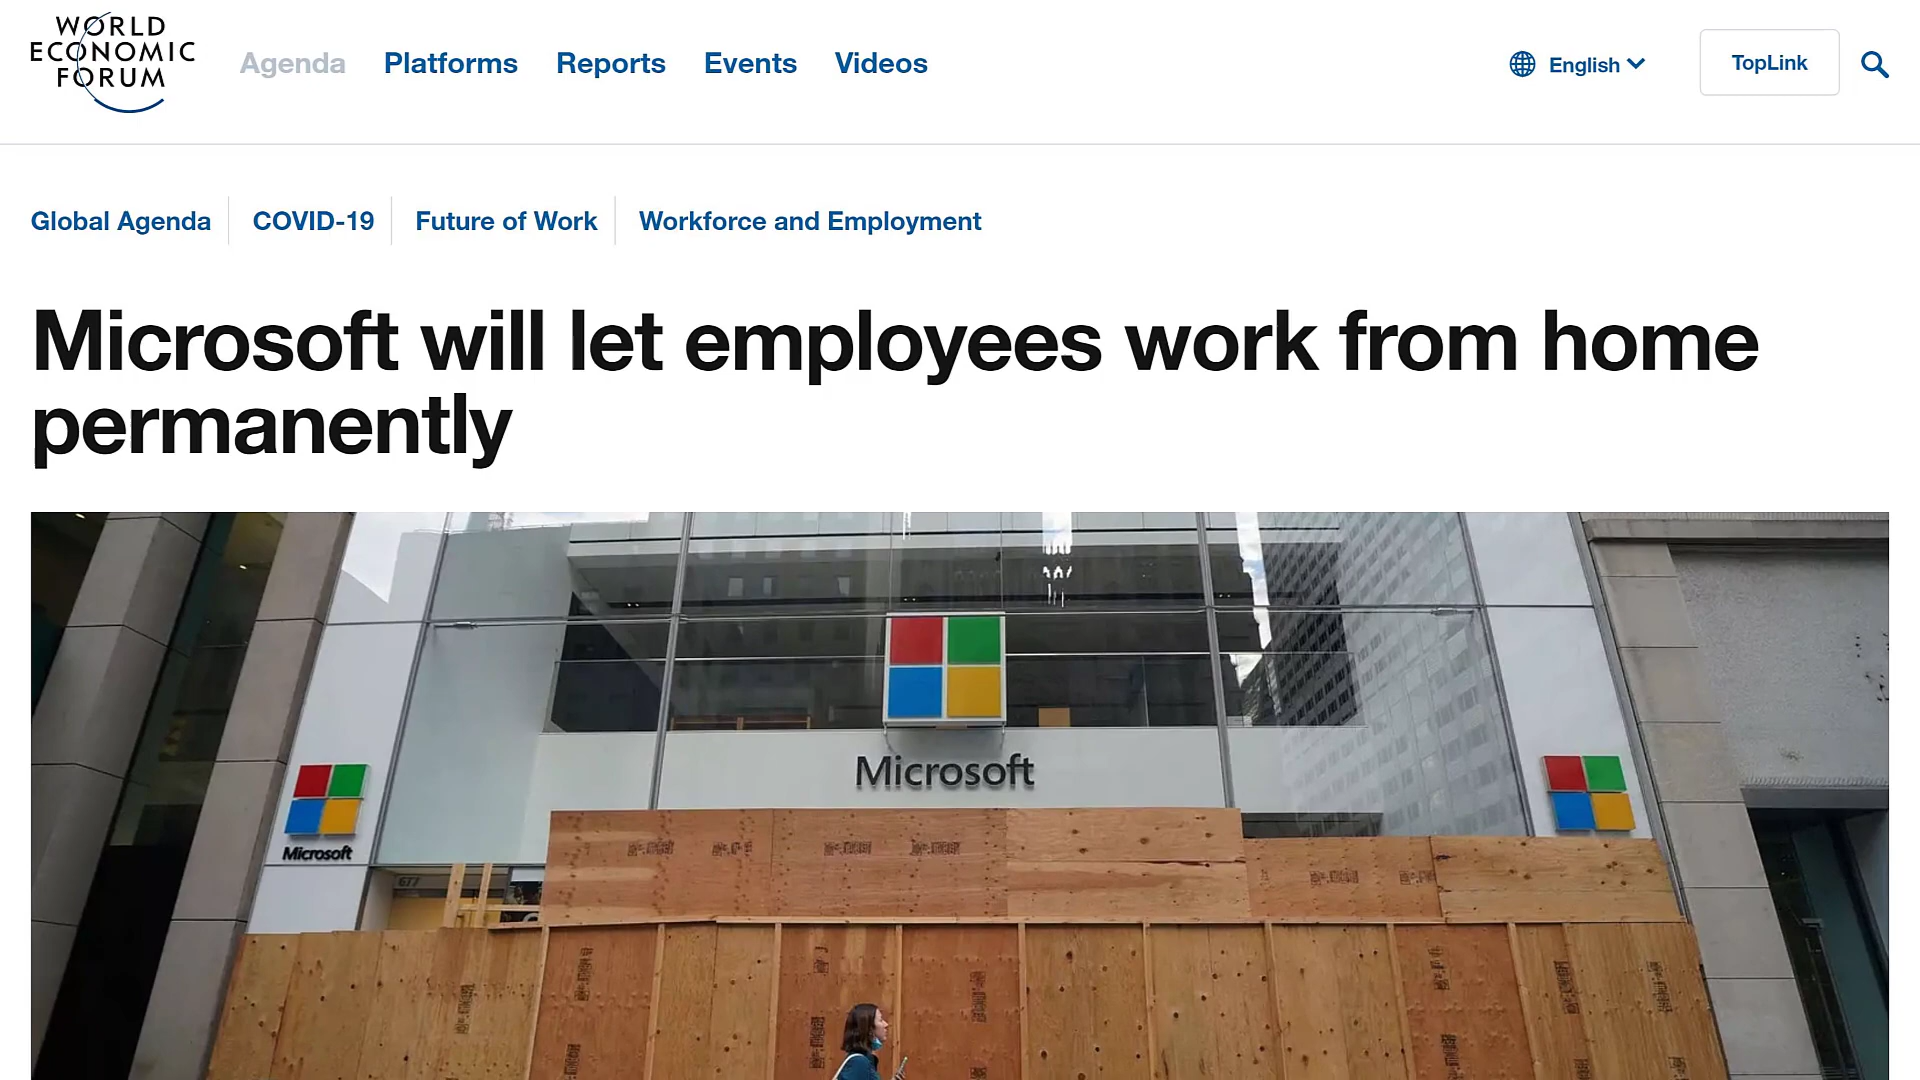 WORLD
ECONOMIC
FORUM
Agenda Platforms Reports Events Videos
English
TopLink
Global Agenda
COVID-19
Future of Work
Workforce and Employment
Microsoft will let employees work from home
permanently
Microsoft
Microsoft
677